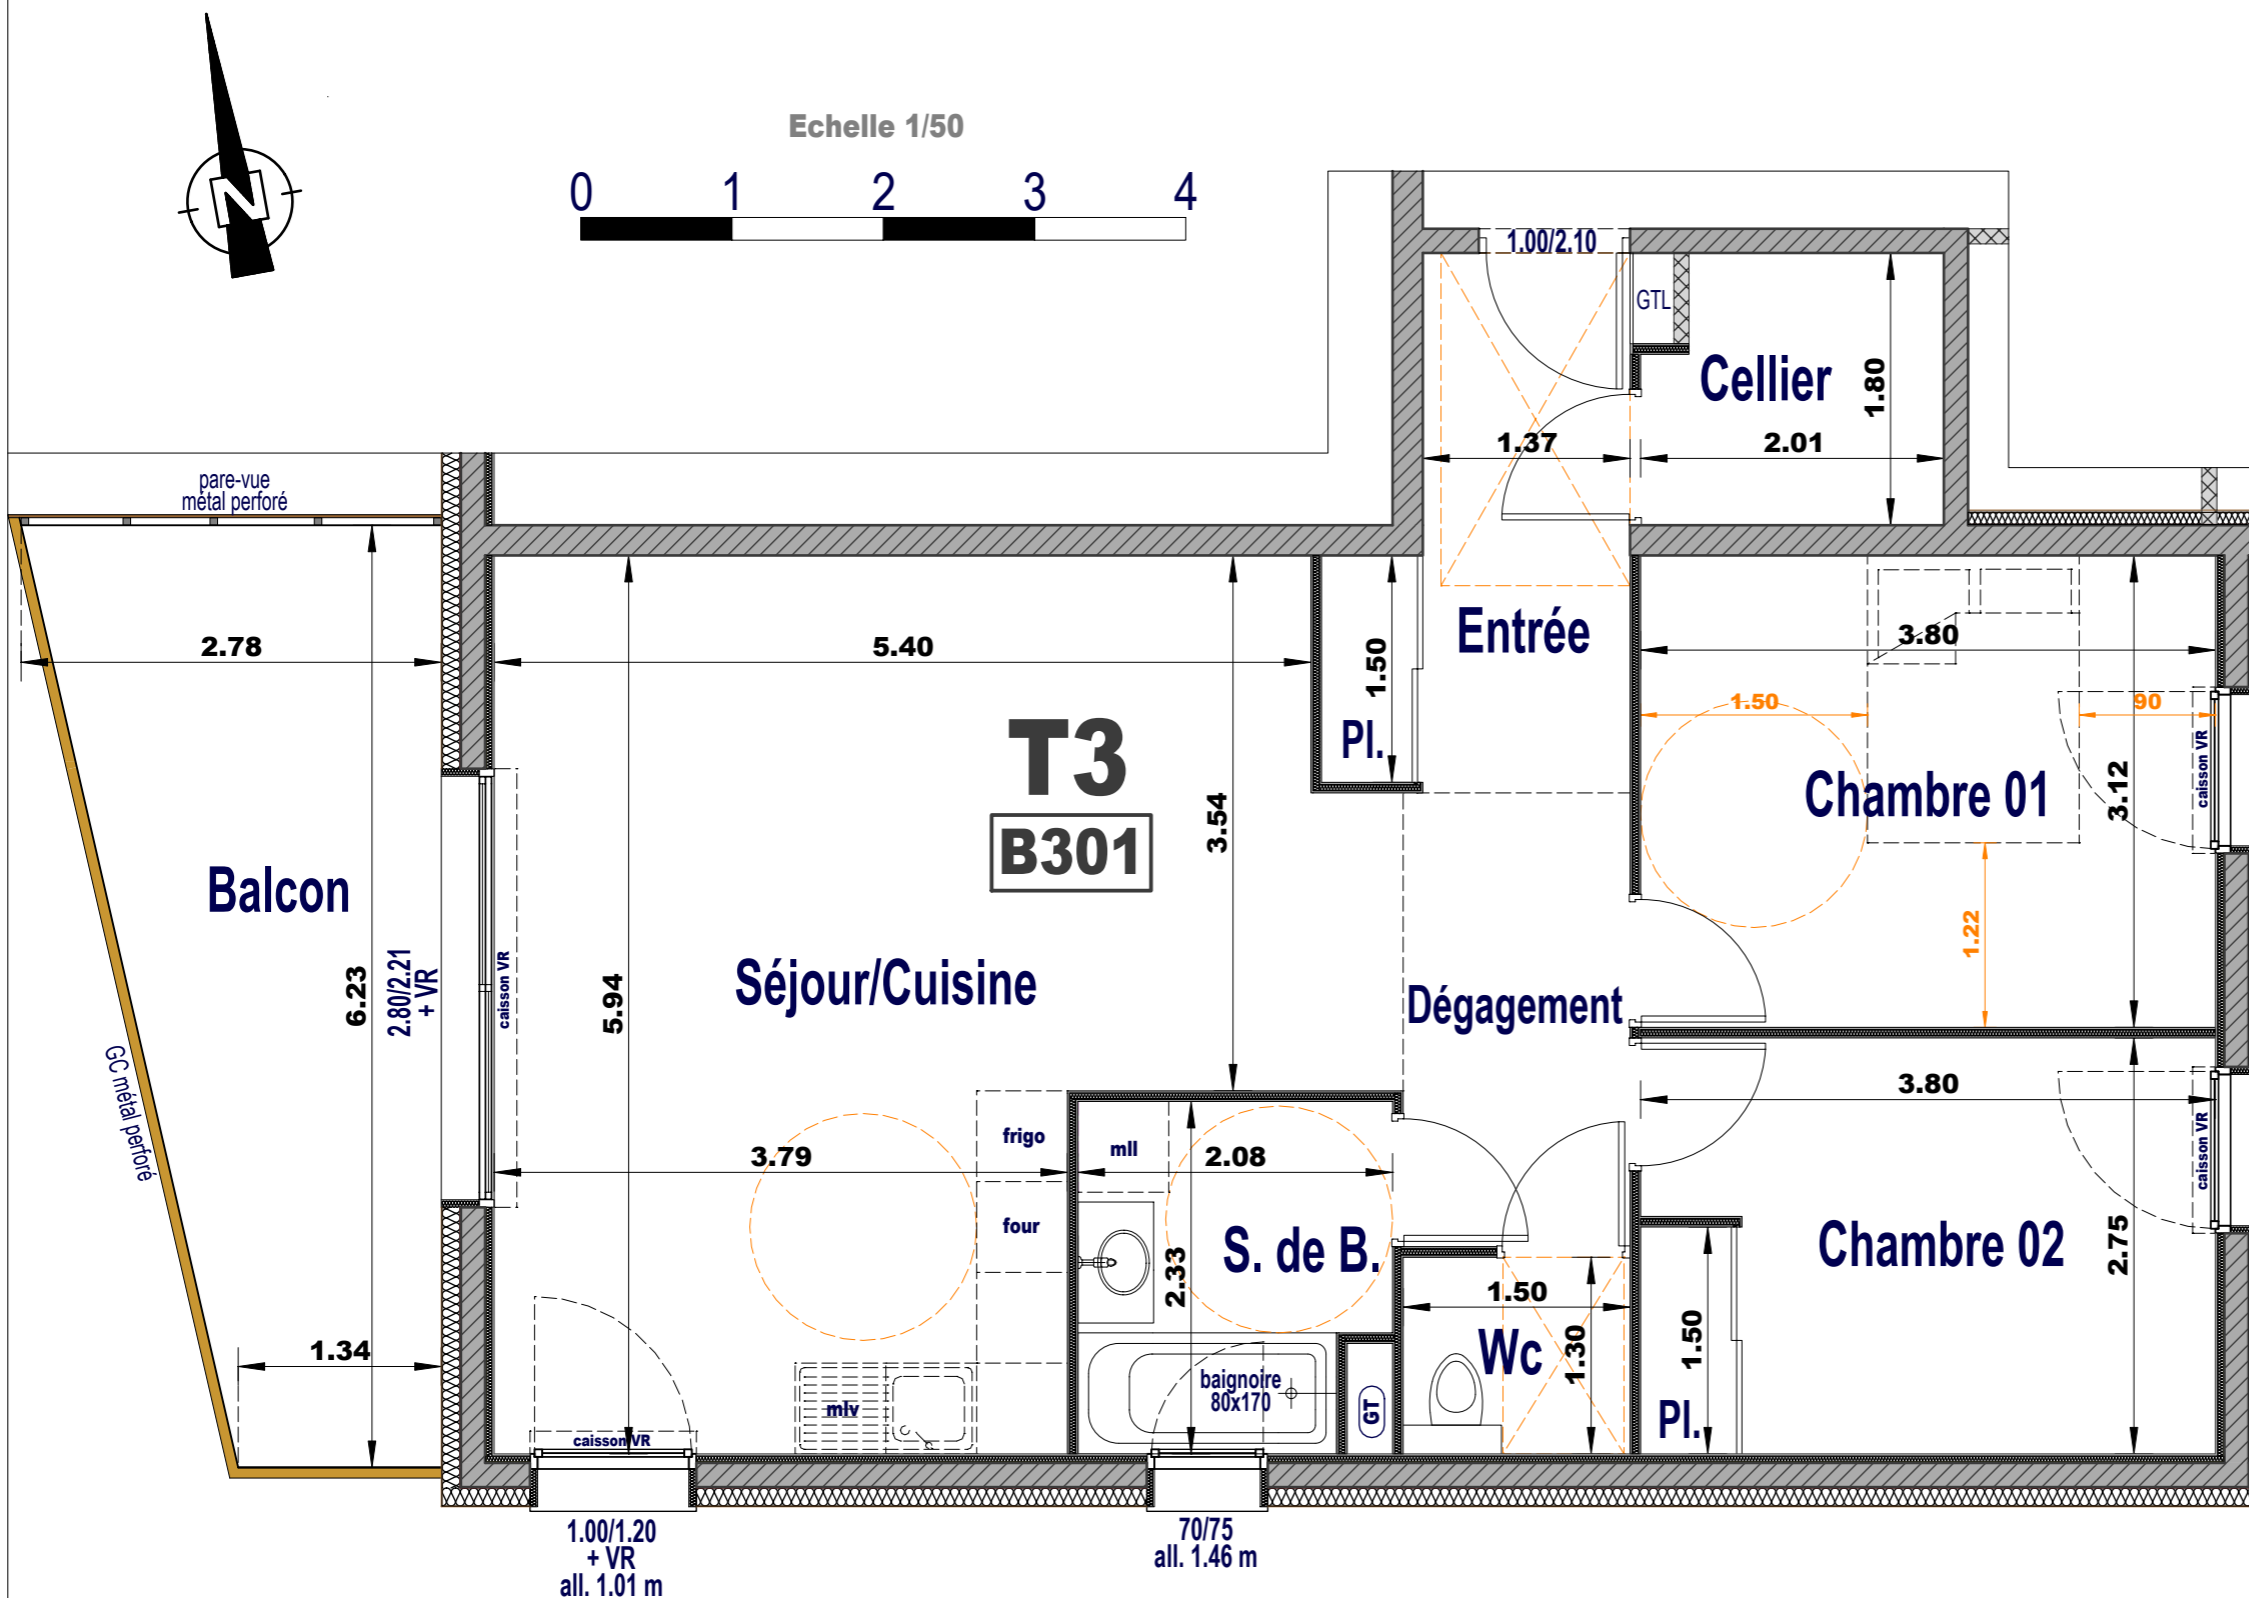 Echelle 1/50
0 1 2 3 4
N
1.00/2.10
GTL
Cellier
1.80
1.37
2.01
pare-vue
métal perforé
2.78
5.40
1.50
Entrée
3.80
1.50
90
Pl.
T3
B301
3.54
Chambre 01
3.12
caisson VR
Balcon
6.23
2.80/2.21
+ VR
caisson VR
5.94
Séjour/Cuisine
Dégagement
1.22
GC métal perforé
3.80
frigo
mll
3.79
2.08
caisson VR
four
S. de B.
2.33
Chambre 02
2.75
1.50
Wc
1.30
1.50
1.34
baignoire
80x170
GT
mlv
Pl.
caisson VR
1.00/1.20
+ VR
all. 1.01 m
70/75
all. 1.46 m